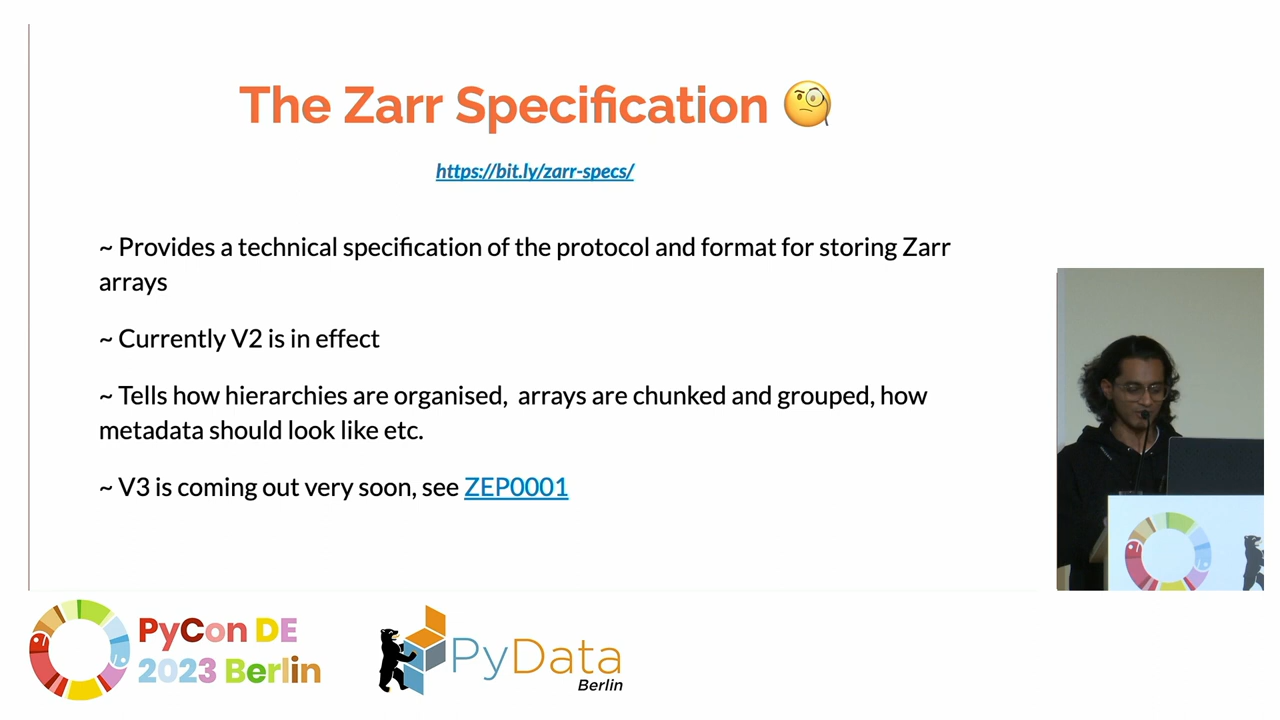 The Zarr Specification
https://bit.ly/zarr-specs/
~ Provides a technical specification of the protocol and format for storing Zarr
arrays
~ Currently V2 is in effect
~ Tells how hierarchies are organised,  arrays are chunked and grouped, how
metadata should look like etc.
~ V3 is coming out very soon, see ZEP0001
PyCon DE
2023 Berlin
PyData
Berlin